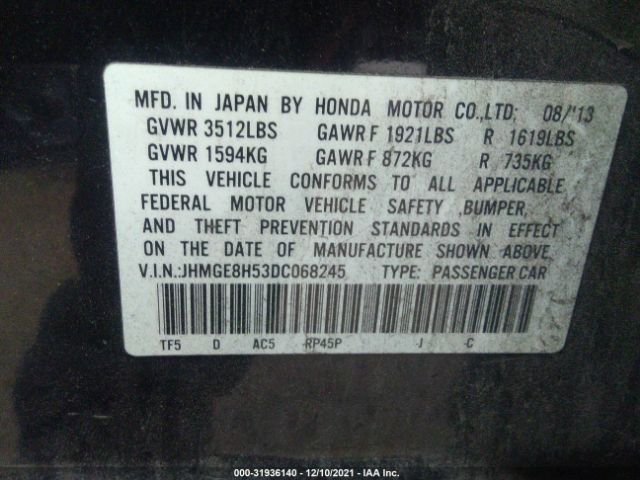 MFD. IN JAPAN BY HONDA MOTOR CO.,LTD; 08/'13
GVWR 3512LBS GAWR F 1921LBS R 1619LBS
GVWR 1594KG GAWR F 872KG R 735KG
THIS VEHICLE CONFORMS TO ALL APPLICABLE
FEDERAL MOTOR VEHICLE SAFETY ,BUMPER,
AND THEFT PREVENTION STANDARDS IN EFFECT
ON THE DATE OF MANUFACTURE SHOWN ABOVE.
V.I.N.:JHMGE8H53DC068245 TYPE: PASSENGER CAR
TF5 D AC5 -RP45P -J -C
000-31936140 - 12/10/2021 - IAA Inc.